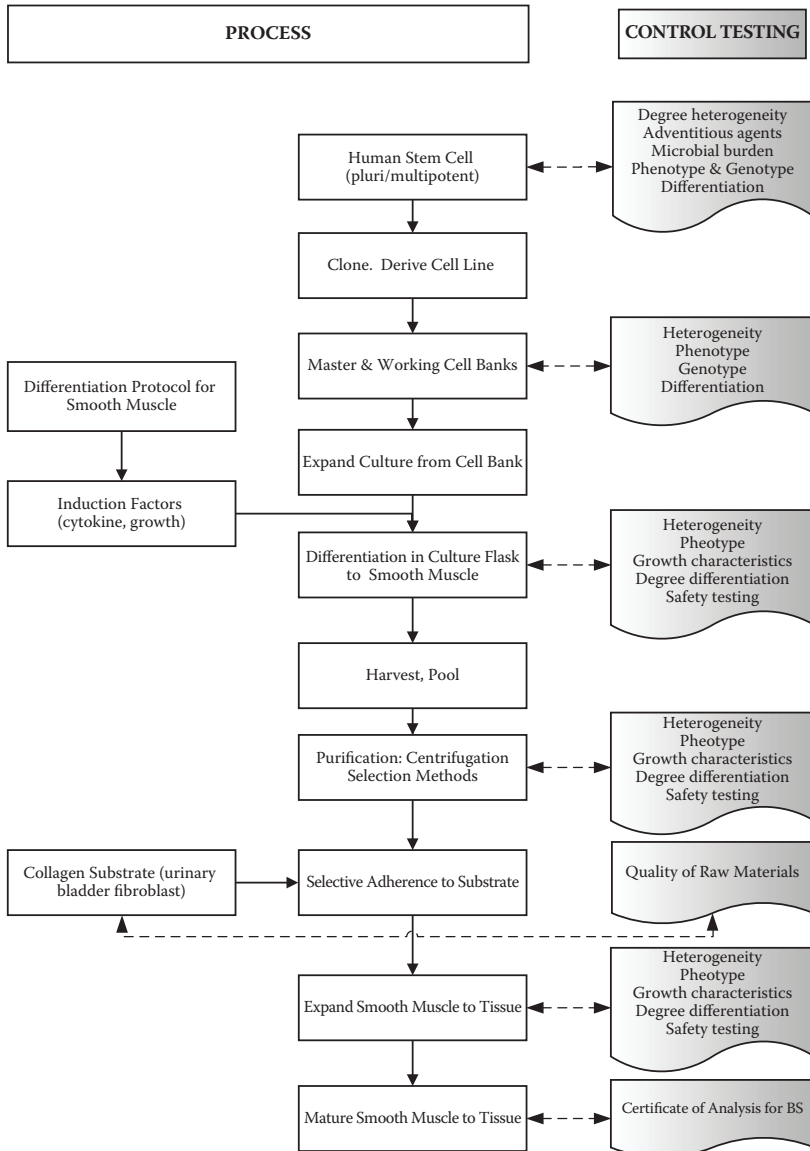 PROCESS
CONTROL TESTING
Human Stem Cell
(pluri/multipotent)
Degree heterogeneity
Adventitious agents
Microbial burden
Phenotype & Genotype
Differentiation
Clone. Derive Cell Line
Master & Working Cell Banks
Heterogeneity
Phenotype
Genotype
Differentiation
Differentiation Protocol for
Smooth Muscle
Expand Culture from Cell Bank
Induction Factors
(cytokine, growth)
Differentiation in Culture Flask
to Smooth Muscle
Heterogeneity
Pheotype
Growth characteristics
Degree differentiation
Safety testing
Harvest, Pool
Purification: Centrifugation
Selection Methods
Heterogeneity
Pheotype
Growth characteristics
Degree differentiation
Safety testing
Collagen Substrate (urinary
bladder fibroblast)
Selective Adherence to Substrate
Quality of Raw Materials
Expand Smooth Muscle to Tissue
Heterogeneity
Pheotype
Growth characteristics
Degree differentiation
Safety testing
Mature Smooth Muscle to Tissue
Certificate of Analysis for BS